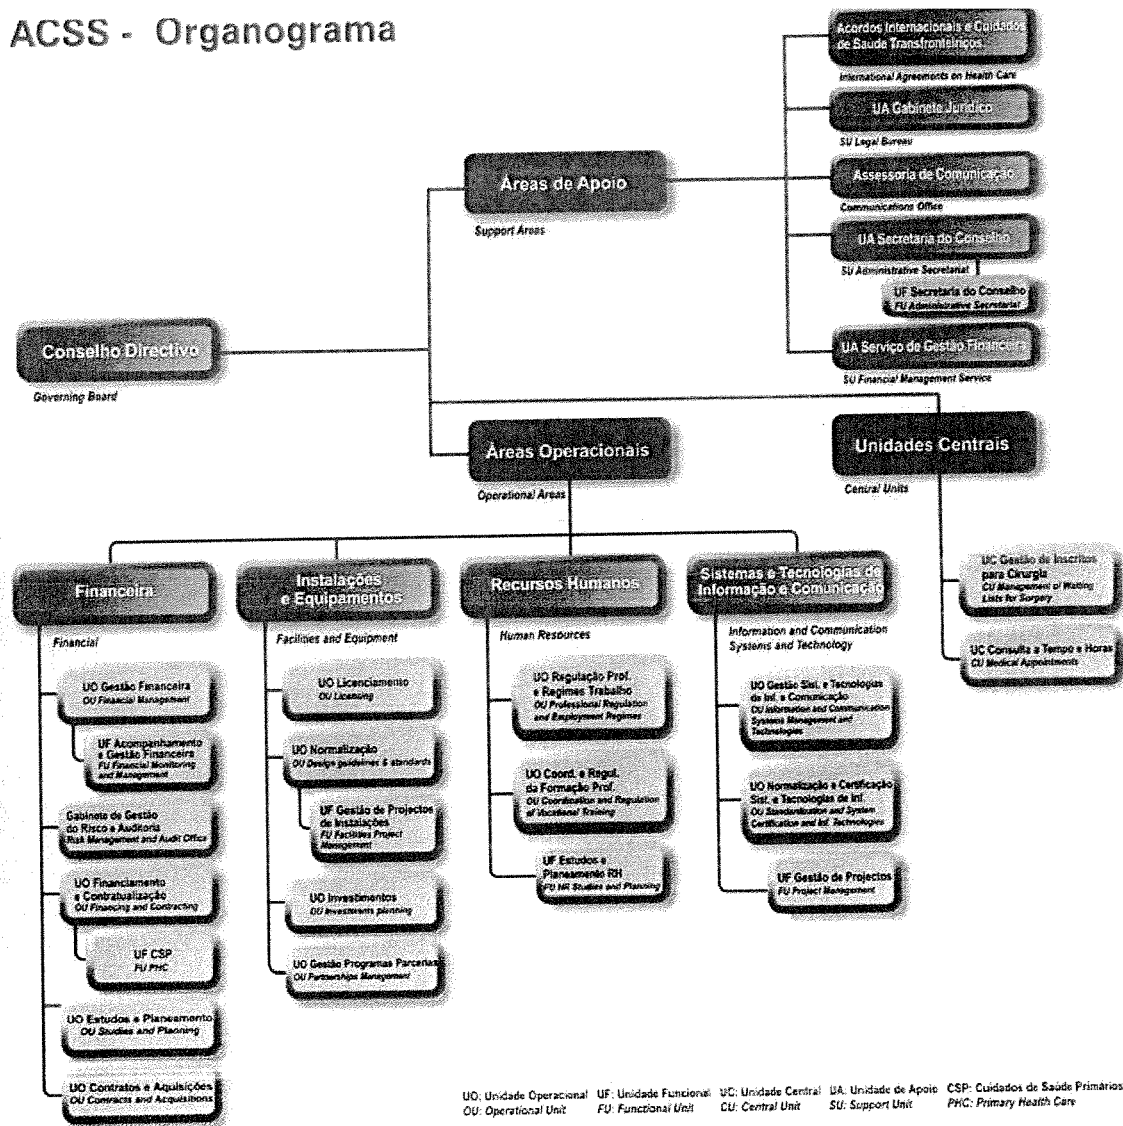 ACSS - Organograma
Acordos Internacionais e Cuidados
de Saude Transfronteiriços
International Agreements on Health Care
UA Gabinete Jurídico
SU Legal Bureau
Áreas de Apoio
Support Areas
Assessoria de Comunicação
Communications Office
UA Secretaria do Conselho
SU Administrative Secretariat
UF Secretaria do Conselho
FU Administrative Secretariat
Conselho Directivo
Governing Board
UA Serviço de Gestão Financeira
SU Financial Management Service
Áreas Operacionais
Operational Areas
Unidades Centrais
Central Units
Financeira
Financial
UO Gestão Financeira
OU Financial Management
UF Acompanhamento
e Gestão Financeira
FU Financial Monitoring
and Management
Gabinete de Gestão
do Risco e Auditoria
Risk Management and Audit Office
UO Financiamento
e Contratualização
OU Financing and Contracting
UF CSP
FU PHC
UO Estudos e Planeamento
OU Studies and Planning
UO Contratos e Aquisições
OU Contracts and Acquisitions
Instalações
e Equipamentos
Facilities and Equipment
UO Licenciamento
OU Licensing
UO Normalização
OU Design guidelines & standards
UF Gestão de Projectos
de Instalações
FU Facilities Project
Management
UO Investimentos
OU Investments planning
UO Gestão Programas Parcerias
OU Partnerships Management
Recursos Humanos
Human Resources
UO Regulação Prof.
e Regimes Trabalho
OU Professional Regulation
and Employment Regimes
UO Coord. e Regul.
da Formação Prof.
OU Coordination and Regulation
of Vocational Training
UF Estudos e
Planeamento RH
FU HR Studies and Planning
Sistemas e Tecnologias de
Informação e Comunicação
Information and Communication
Systems and Technology
UO Gestão Sist. e Tecnologias
de Inf. e Comunicação
OU Information and Communication
Systems Management and
Technologies
UO Normalização e Certificação
Sist. e Tecnologias de Inf.
OU Standardisation and System
Certification and Inf. Technologies
UF Gestão de Projectos
FU Project Management
UC Gestão de Inscritos
para Cirurgia
CU Management of Waiting
Lists for Surgery
UC Consulta a Tempo e Horas
CU Medical Appointments
UO: Unidade Operacional UF: Unidade Funcional UC: Unidade Central UA: Unidade de Apoio CSP: Cuidados de Saúde Primários
OU: Operational Unit FU: Functional Unit CU: Central Unit SU: Support Unit PHC: Primary Health Care